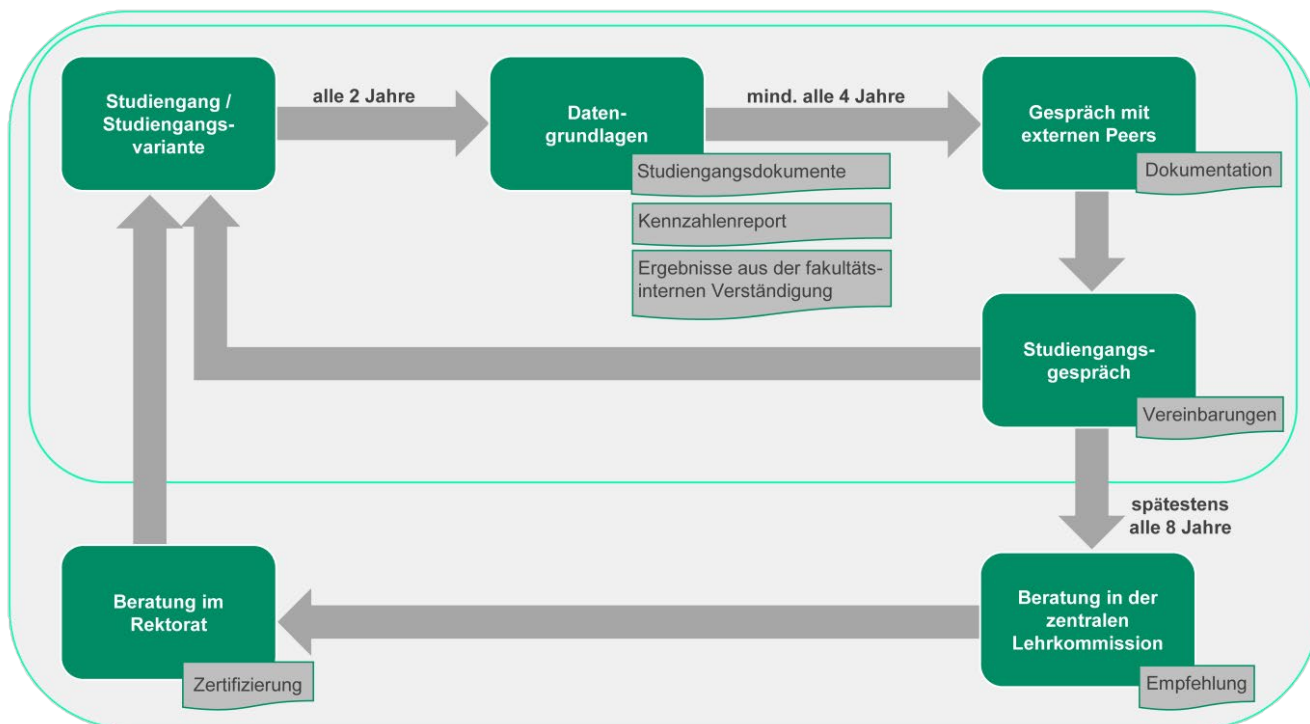 Studiengang /
Studiengangs-
variante
alle 2 Jahre
Daten-
grundlagen
Studiengangsdokumente
Kennzahlenreport
Ergebnisse aus der fakultäts-
internen Verständigung
mind. alle 4 Jahre
Gespräch mit
externen Peers
Dokumentation
Studiengangs-
gespräch
Vereinbarungen
spätestens
alle 8 Jahre
Beratung in der
zentralen
Lehrkommission
Empfehlung
Beratung im
Rektorat
Zertifizierung